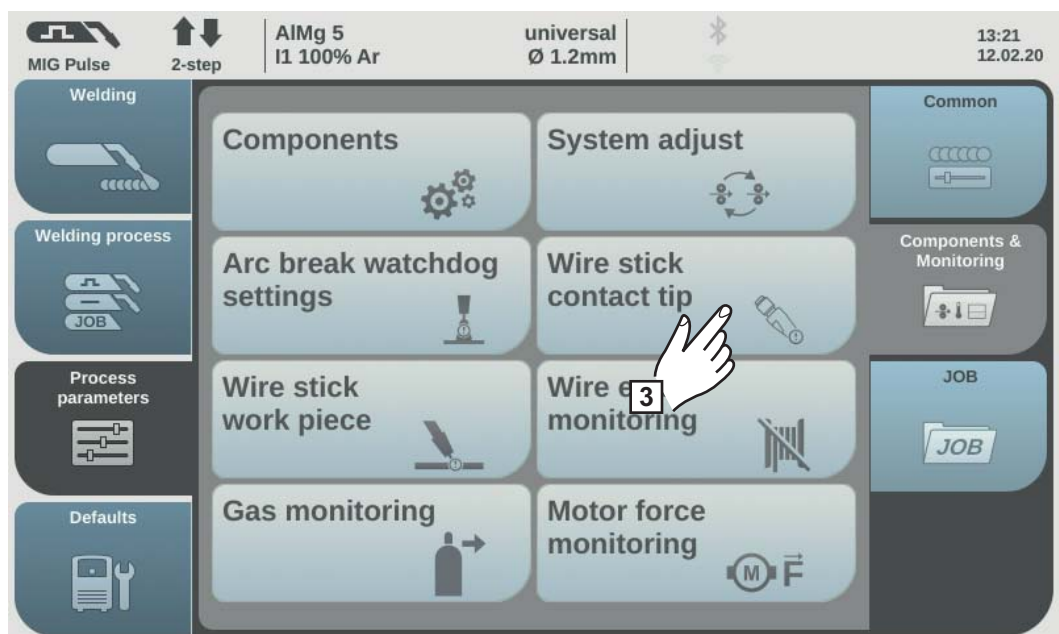 MIG Pulse
2-step
AlMg 5
I1 100% Ar
universal
Ø 1.2mm
13:21
12.02.20
Welding
Welding process
JOB
Process
parameters
Defaults
Components
System adjust
Arc break watchdog
settings
Wire stick
contact tip
Wire stick
work piece
Wire
monitoring
3
Gas monitoring
Motor force
monitoring
M F
Common
Components &
Monitoring
JOB
JOB